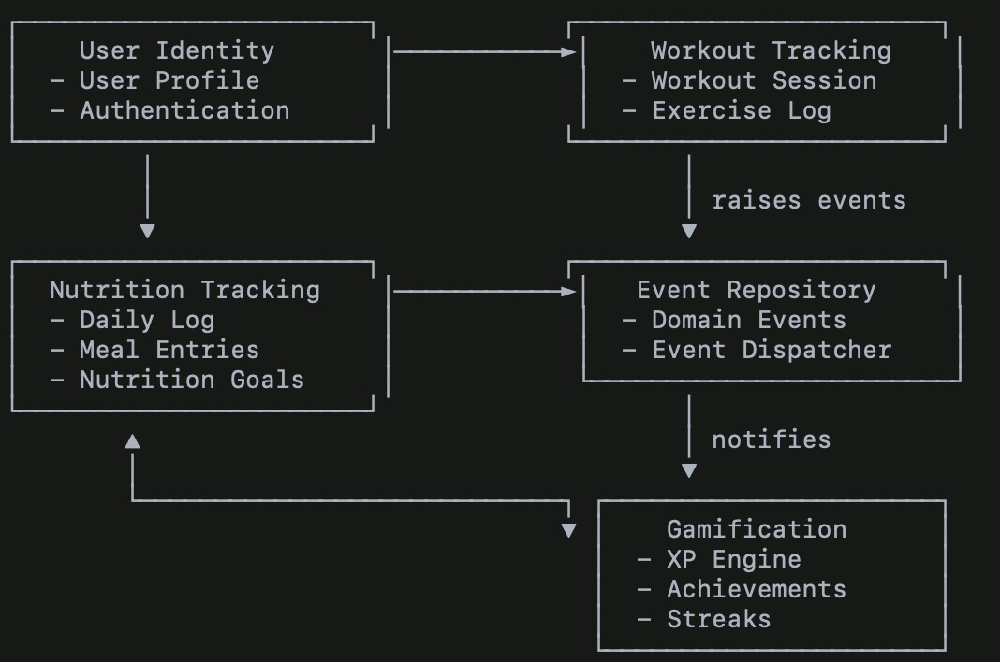 User Identity
– User Profile
– Authentication
Workout Tracking
– Workout Session
– Exercise Log
raises events
Nutrition Tracking
– Daily Log
– Meal Entries
– Nutrition Goals
Event Repository
– Domain Events
– Event Dispatcher
notifies
Gamification
– XP Engine
– Achievements
– Streaks